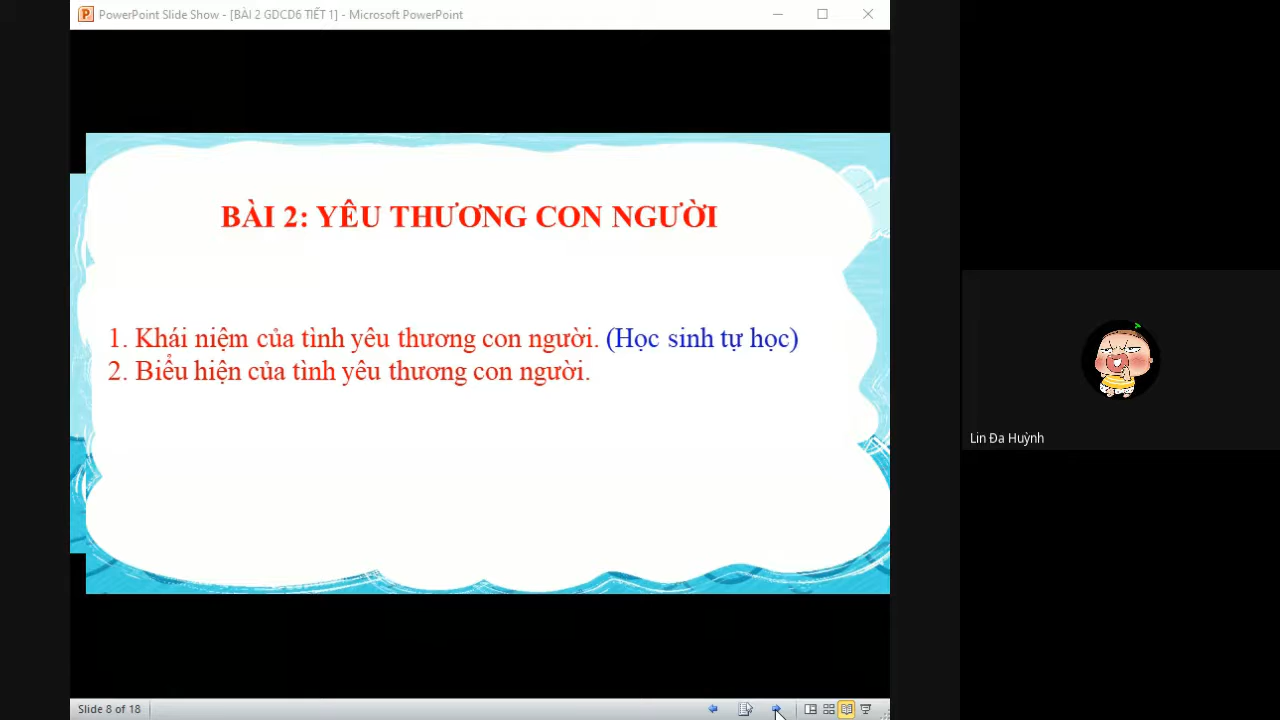 PowerPoint Slide Show - [BÀI 2 GDCD6 TIẾT 1] - Microsoft PowerPoint
BÀI 2: YÊU THƯƠNG CON NGƯỜI
1. Khái niệm của tình yêu thương con người. (Học sinh tự học)
2. Biểu hiện của tình yêu thương con người.
Lin Đa Huỳnh
Slide 8 of 18